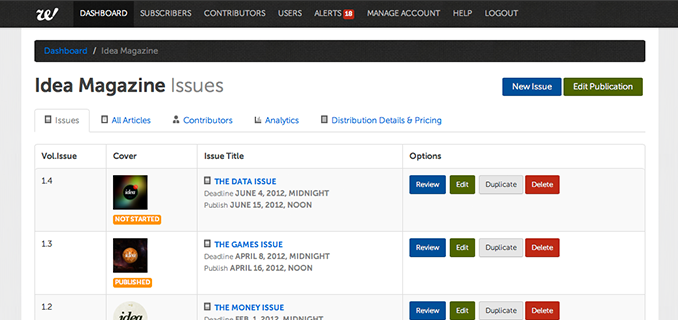 DASHBOARD SUBSCRIBERS CONTRIBUTORS USERS ALERTS 18 MANAGE ACCOUNT HELP LOGOUT
Dashboard / Idea Magazine
Idea Magazine Issues
New Issue Edit Publication
Issues All Articles Contributors Analytics Distribution Details & Pricing
Vol.Issue Cover Issue Title Options
1.4 idea THE DATA ISSUE Review Edit Duplicate Delete
Deadline JUNE 4, 2012, MIDNIGHT
Publish JUNE 15, 2012, NOON
NOT STARTED
1.3 idea THE GAMES ISSUE Review Edit Duplicate Delete
Deadline APRIL 8, 2012, MIDNIGHT
Publish APRIL 16, 2012, NOON
PUBLISHED
1.2 idea THE MONEY ISSUE Review Edit Duplicate Delete
Deadline FEB. 1, 2012, MIDNIGHT